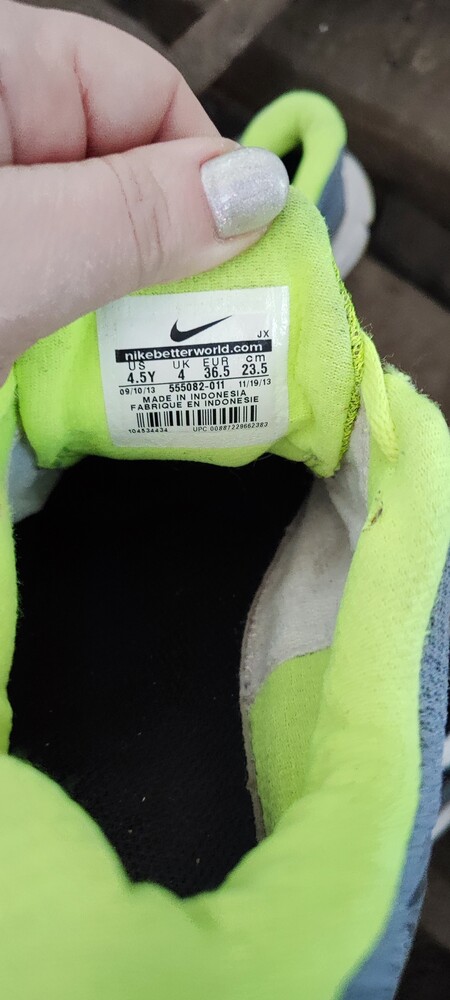 JX
nikebetterworld.com
US UK EUR cm
4.5Y 4 36.5 23.5
09/10/13 555082-011 11/19/13
MADE IN INDONESIA
FABRIQUE EN INDONESIE
104534434 UPC 00887229662383